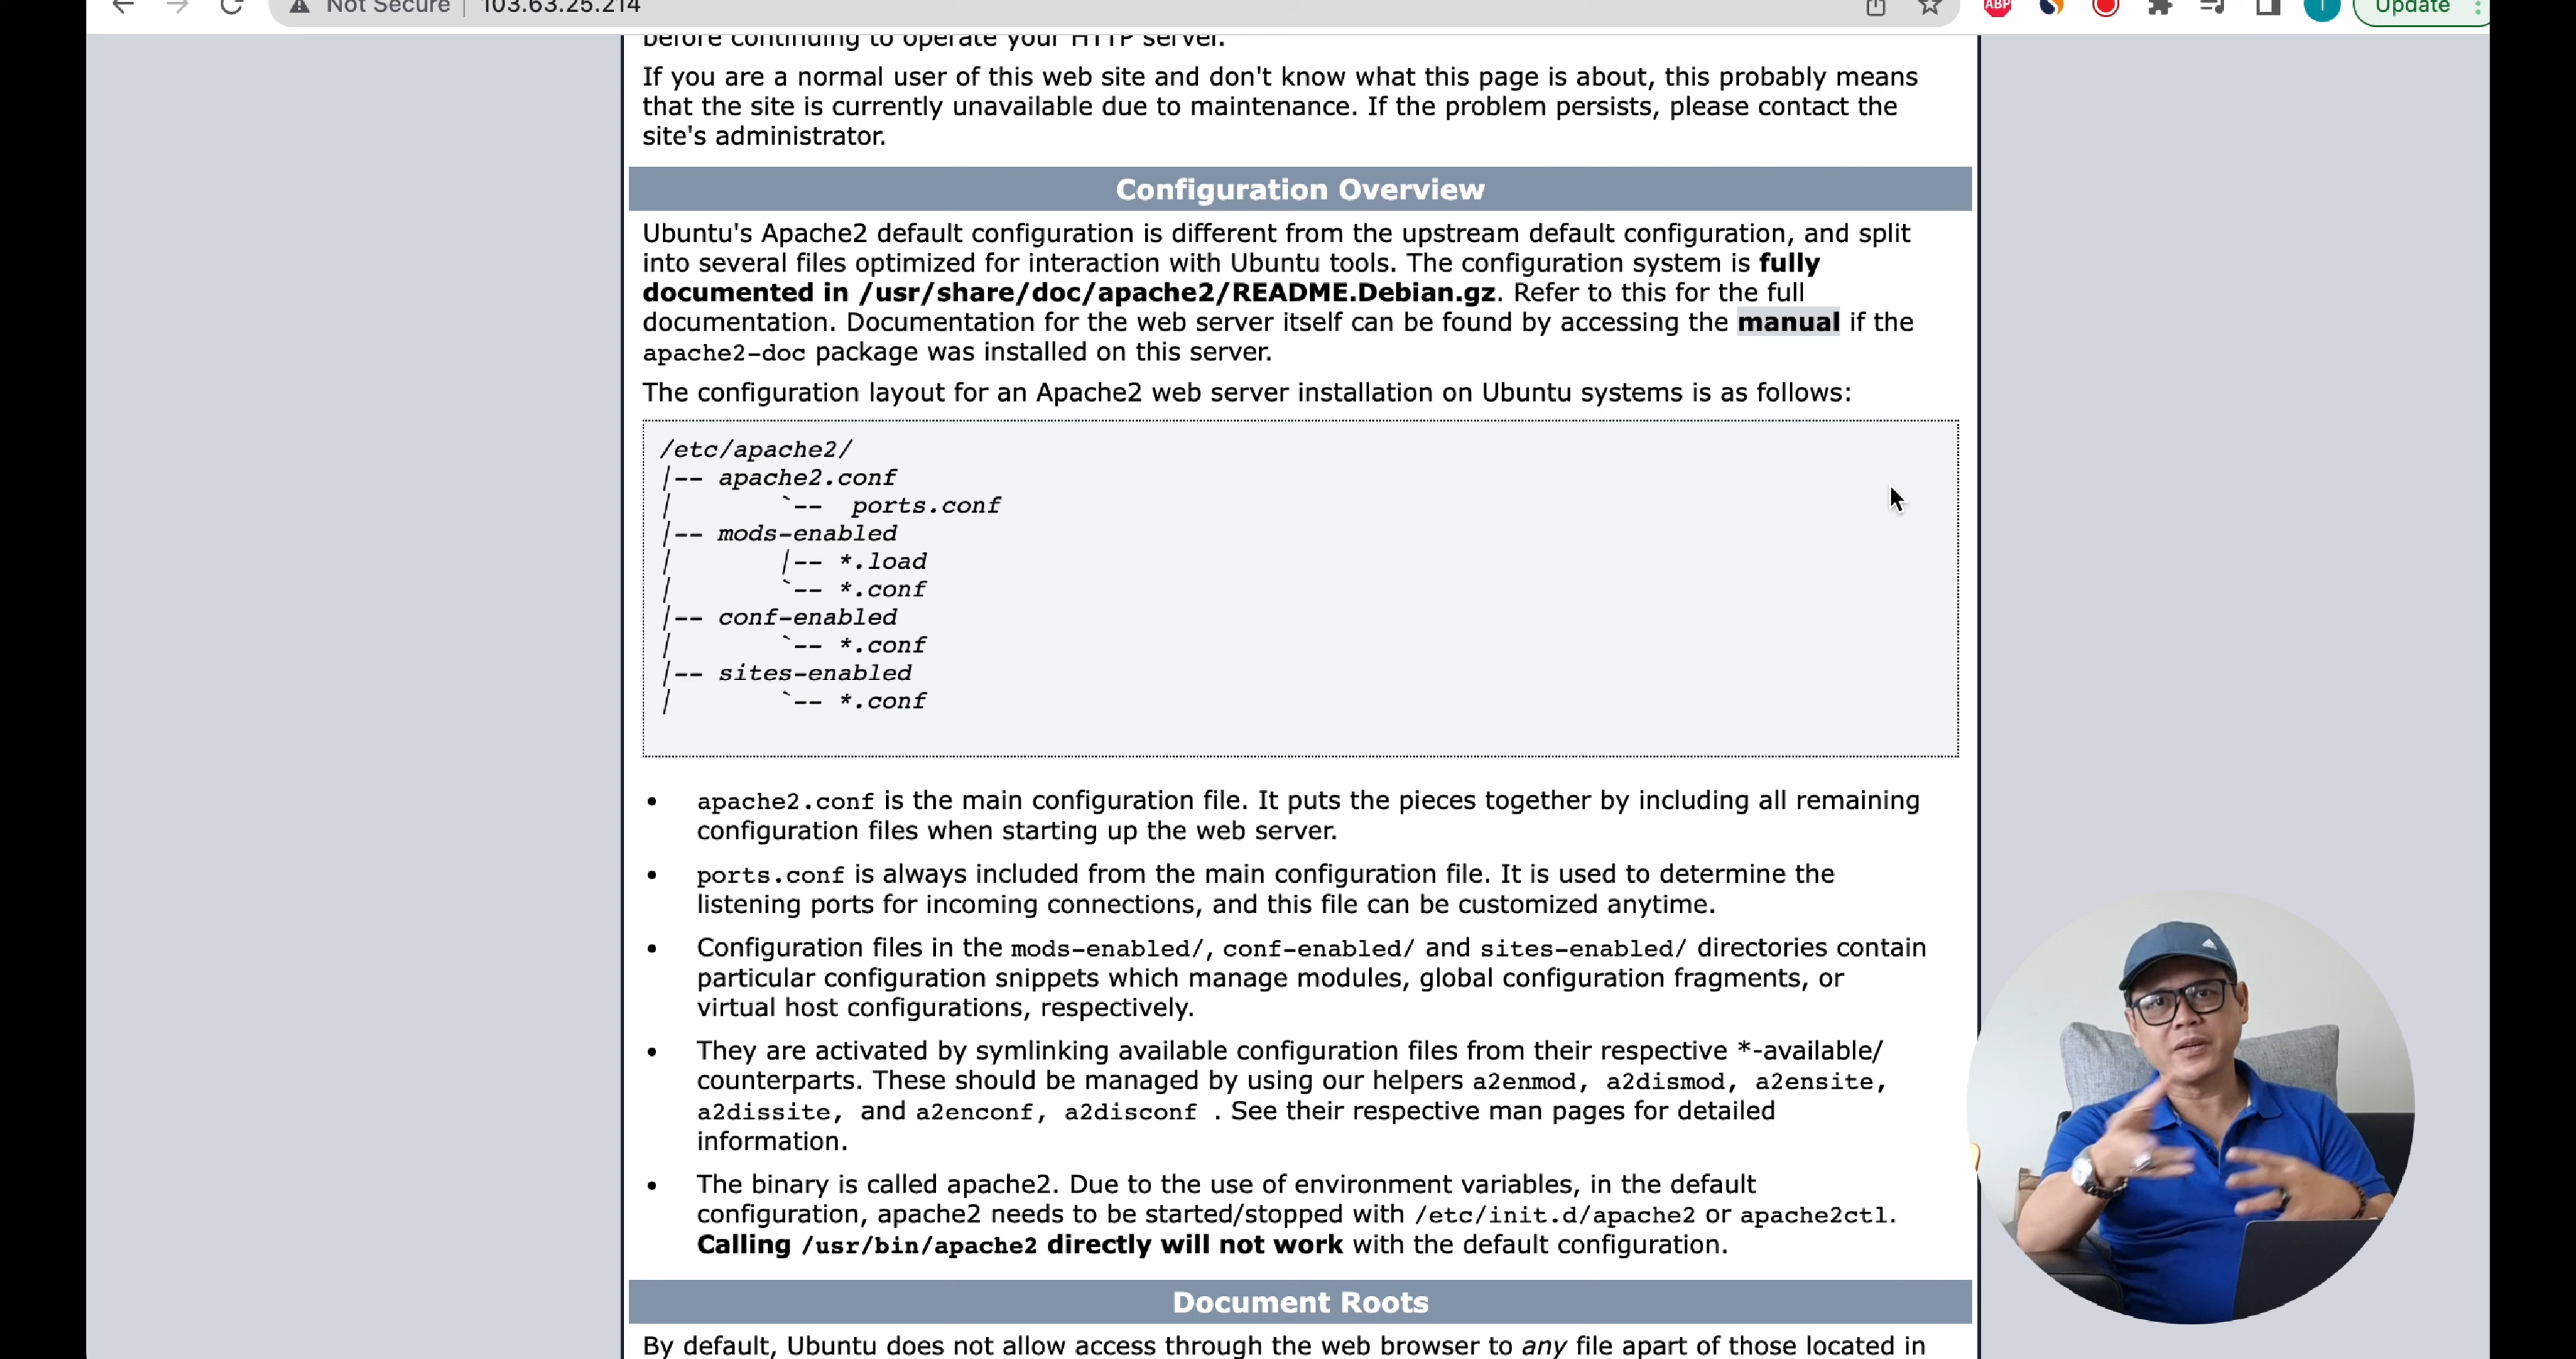 Not Secure | 103.63.25.214
ABP
T
Update
before continuing to operate your HTTP server.
If you are a normal user of this web site and don't know what this page is about, this probably means
that the site is currently unavailable due to maintenance. If the problem persists, please contact the
site's administrator.
Configuration Overview
Ubuntu's Apache2 default configuration is different from the upstream default configuration, and split
into several files optimized for interaction with Ubuntu tools. The configuration system is fully
documented in /usr/share/doc/apache2/README.Debian.gz. Refer to this for the full
documentation. Documentation for the web server itself can be found by accessing the manual if the
apache2-doc package was installed on this server.
The configuration layout for an Apache2 web server installation on Ubuntu systems is as follows:
/etc/apache2/
|-- apache2.conf
|       `--  ports.conf
|-- mods-enabled
|       |-- *.load
|       `-- *.conf
|-- conf-enabled
|       `-- *.conf
|-- sites-enabled
|       `-- *.conf
• apache2.conf is the main configuration file. It puts the pieces together by including all remaining
configuration files when starting up the web server.
• ports.conf is always included from the main configuration file. It is used to determine the
listening ports for incoming connections, and this file can be customized anytime.
• Configuration files in the mods-enabled/, conf-enabled/ and sites-enabled/ directories contain
particular configuration snippets which manage modules, global configuration fragments, or
virtual host configurations, respectively.
• They are activated by symlinking available configuration files from their respective *-available/
counterparts. These should be managed by using our helpers a2enmod, a2dismod, a2ensite,
a2dissite, and a2enconf, a2disconf . See their respective man pages for detailed
information.
• The binary is called apache2. Due to the use of environment variables, in the default
configuration, apache2 needs to be started/stopped with /etc/init.d/apache2 or apache2ctl.
Calling /usr/bin/apache2 directly will not work with the default configuration.
Document Roots
By default, Ubuntu does not allow access through the web browser to any file apart of those located in